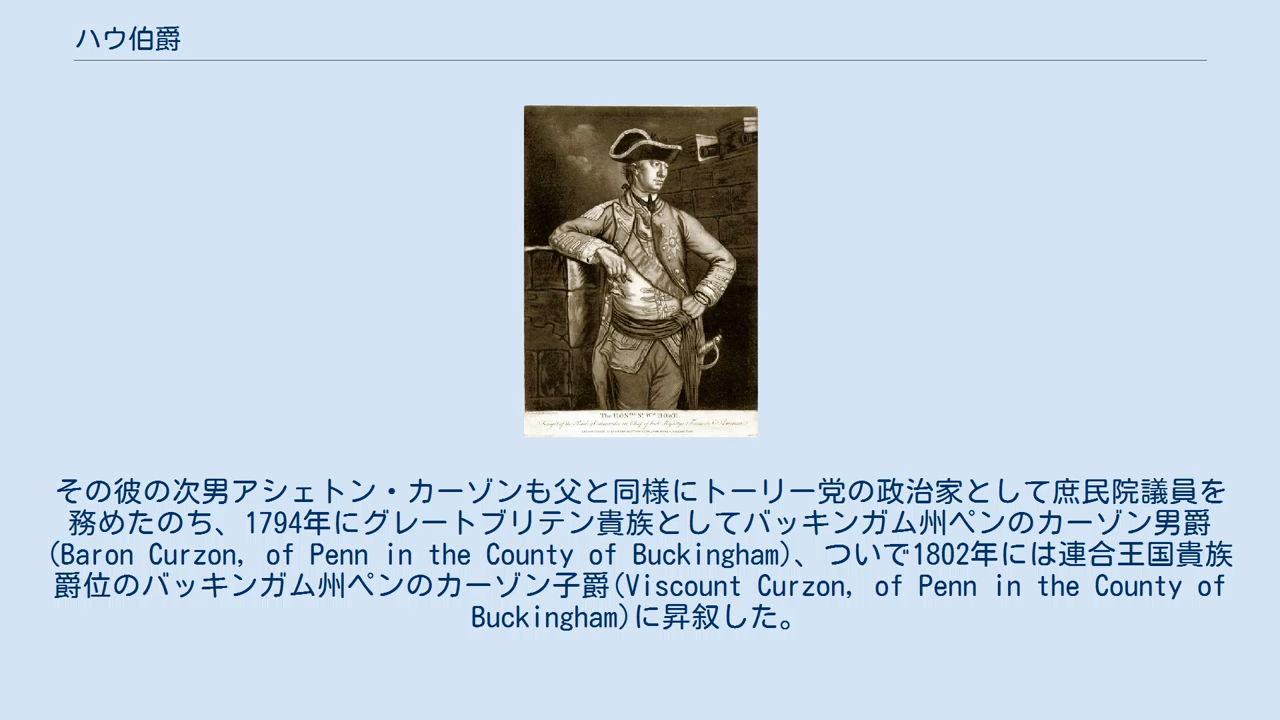 ハウ伯爵
The HON^ble S^r W^m HOWE.
その彼の次男アシェトン・カーゾンも父と同様にトーリー党の政治家として庶民院議員を
務めたのち、1794年にグレートブリテン貴族としてバッキンガム州ペンのカーゾン男爵
(Baron Curzon, of Penn in the County of Buckingham)、ついで1802年には連合王国貴族
爵位のバッキンガム州ペンのカーゾン子爵(Viscount Curzon, of Penn in the County of
Buckingham)に昇叙した。